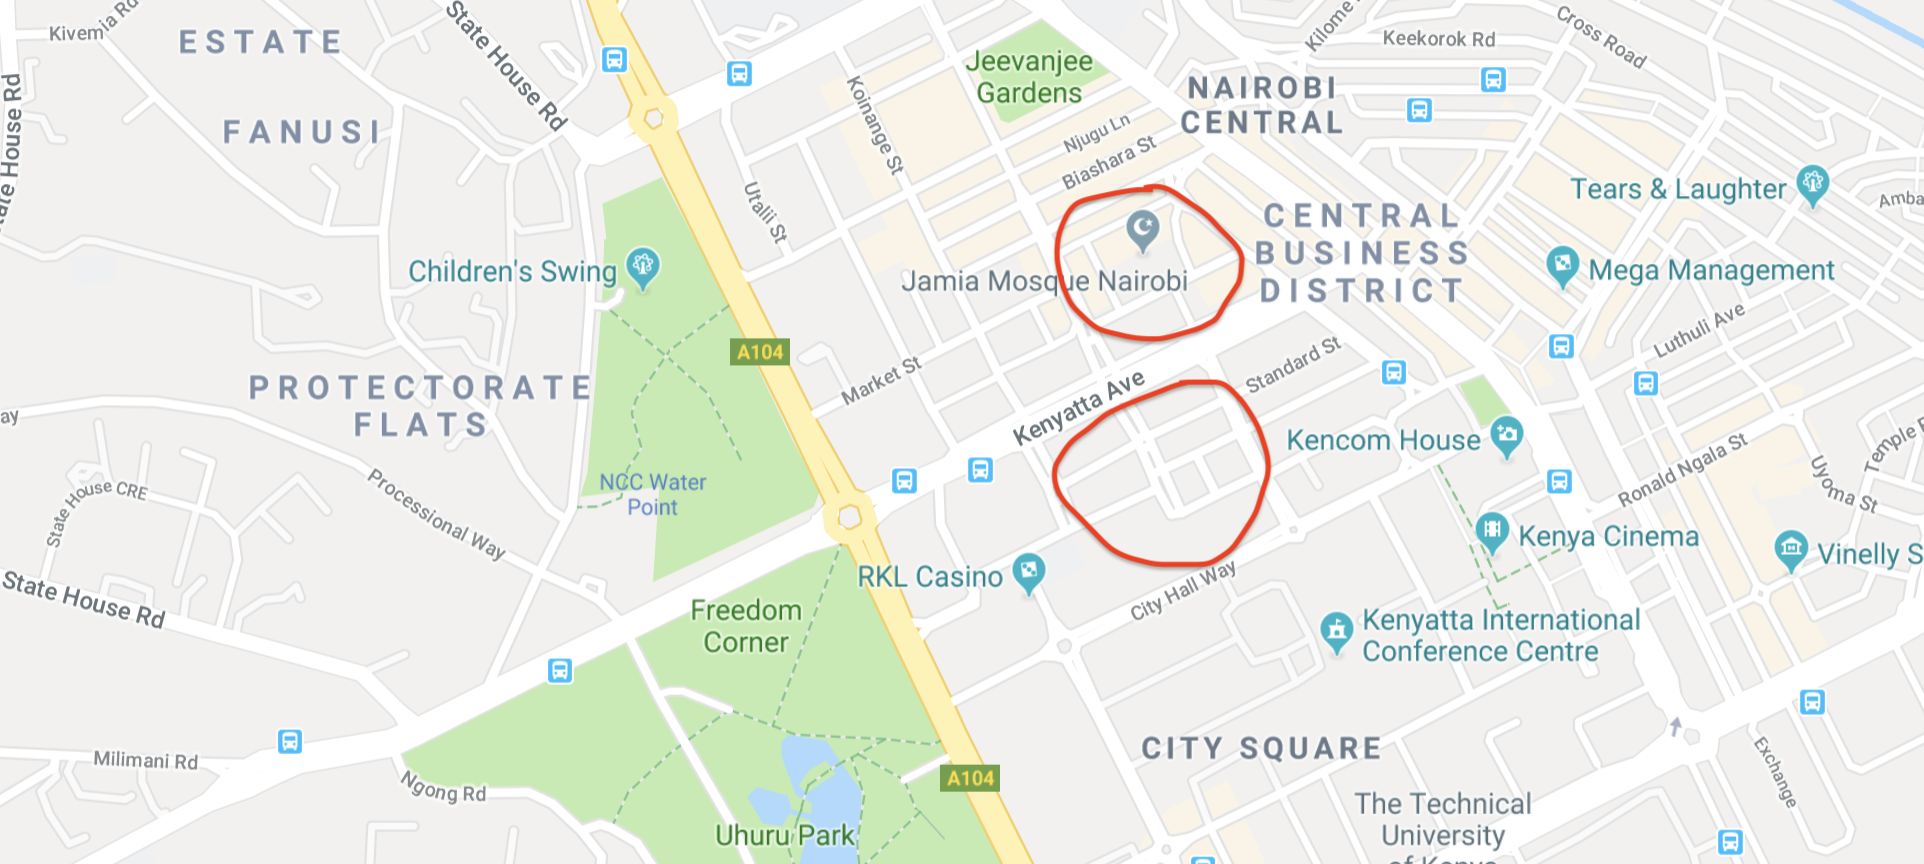 Kivemia Rd
ESTATE
State House Rd
FANUSI
State House Rd
Koinange St
Jeevanjee
Gardens
Njugu Ln
Biashara St
NAIROBI
CENTRAL
Keekorok Rd
Cross Road
Utalii St
Children's Swing
Jamia Mosque Nairobi
CENTRAL
BUSINESS
DISTRICT
Tears & Laughter
Mega Management
Luthuli Ave
A104
Market St
Standard St
PROTECTORATE
FLATS
Kenyatta Ave
Kencom House
Ronald Ngala St
Uyoma St
NCC Water
Point
State House CRE
Processional Way
Kenya Cinema
RKL Casino
City Hall Way
State House Rd
Freedom
Corner
Kenyatta International
Conference Centre
CITY SQUARE
Milimani Rd
Ngong Rd
A104
Exchange
Uhuru Park
The Technical
University
of Kenya